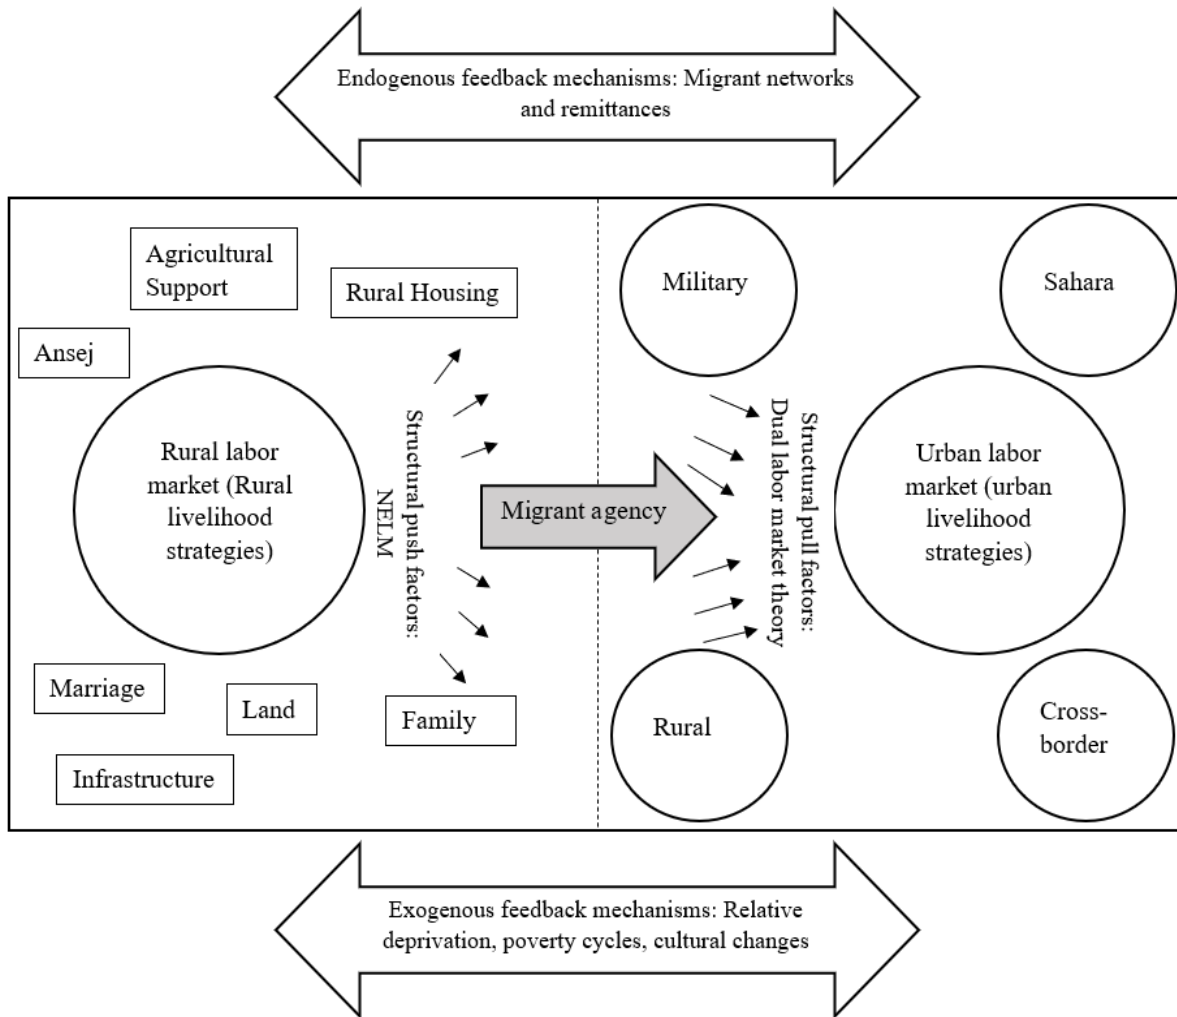 Endogenous feedback mechanisms: Migrant networks
and remittances
Agricultural
Support
Rural Housing
Ansej
Rural labor
market (Rural
livelihood
strategies)
Structural push factors:
NELM
Marriage
Land
Family
Infrastructure
Migrant agency
Military
Sahara
Structural pull factors:
Dual labor market theory
Urban labor
market (urban
livelihood
strategies)
Rural
Cross-
border
Exogenous feedback mechanisms: Relative
deprivation, poverty cycles, cultural changes